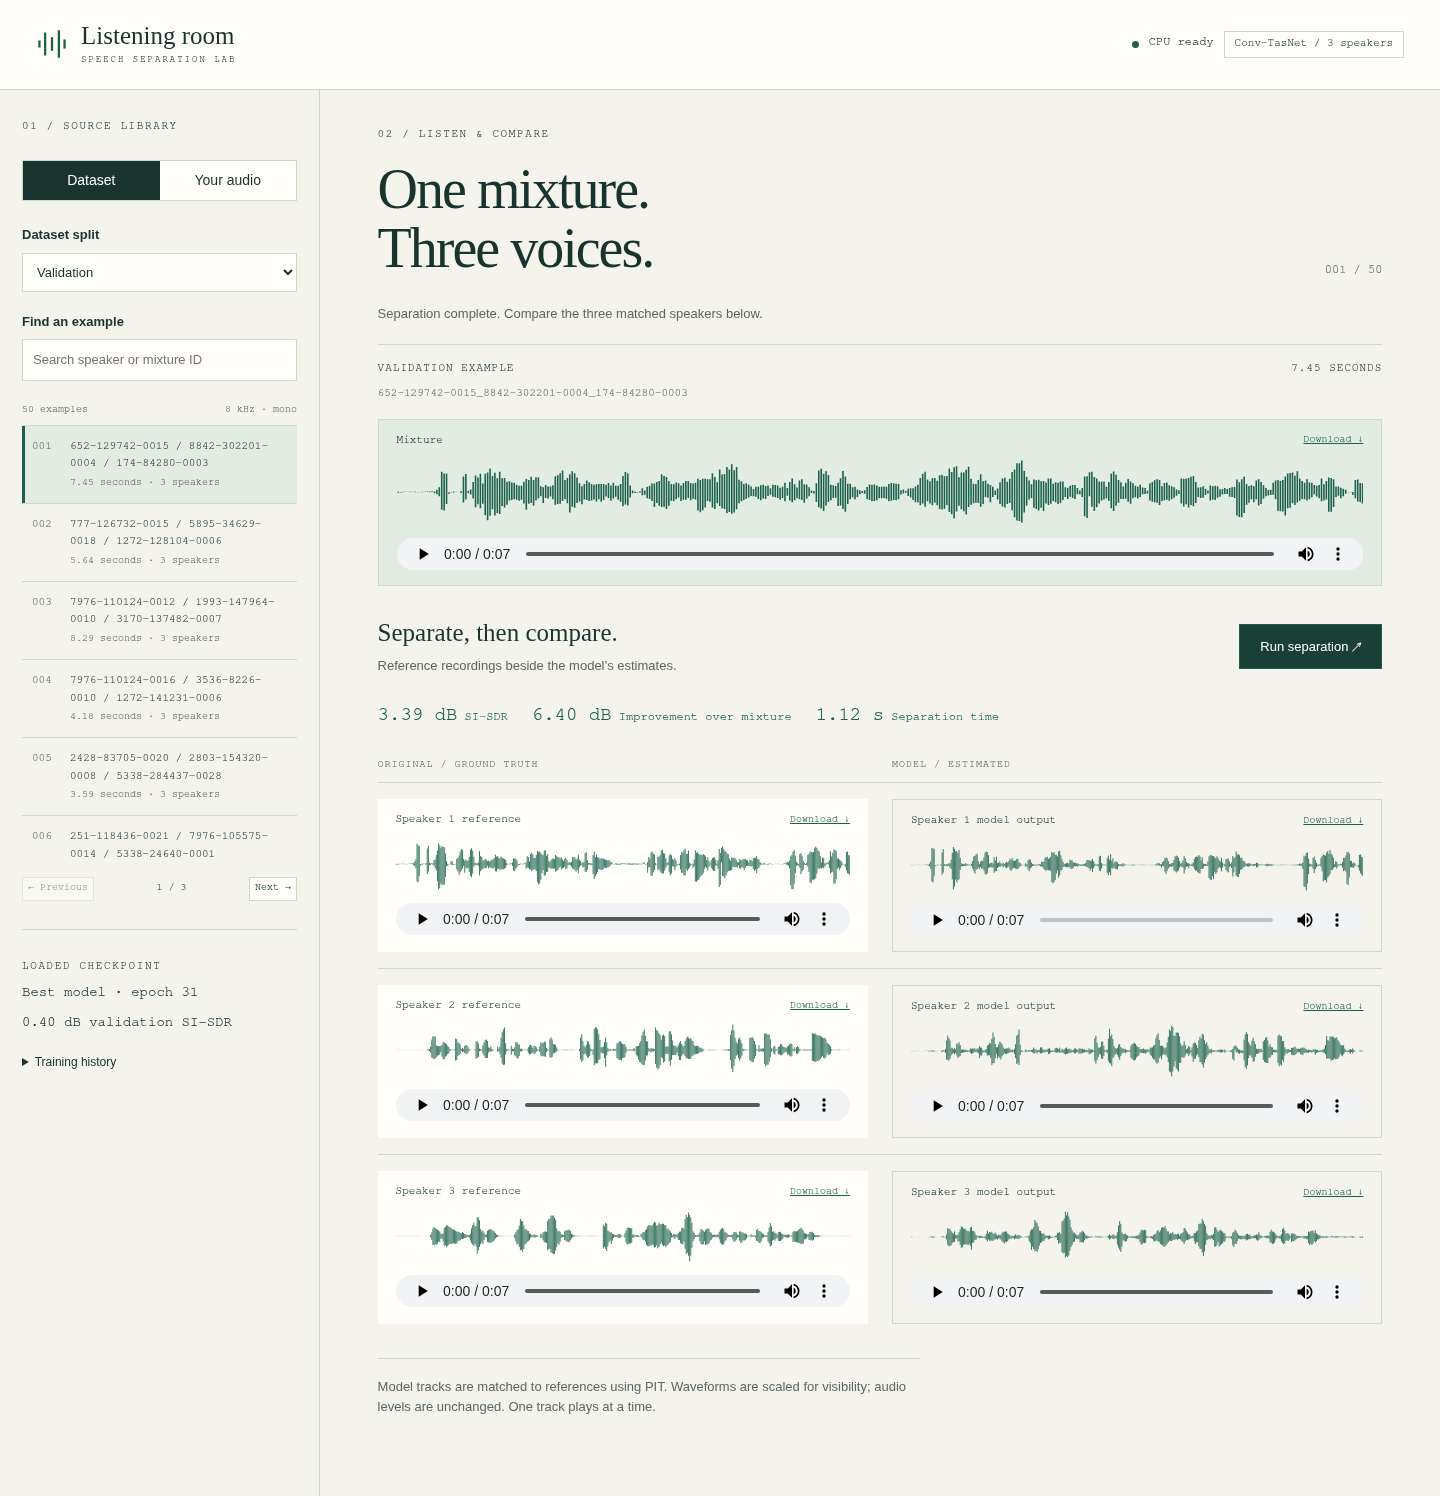 Listening room
SPEECH SEPARATION LAB
CPU ready
Conv-TasNet / 3 speakers
01 / SOURCE LIBRARY
Dataset
Your audio
Dataset split
Validation
Find an example
Search speaker or mixture ID
50 examples
8 kHz · mono
001
652-129742-0015 / 8842-302201-
0004 / 174-84280-0003
7.45 seconds · 3 speakers
002
777-126732-0015 / 5895-34629-
0018 / 1272-128104-0006
5.64 seconds · 3 speakers
003
7976-110124-0012 / 1993-147964-
0010 / 3170-137482-0007
8.29 seconds · 3 speakers
004
7976-110124-0016 / 3536-8226-
0010 / 1272-141231-0006
4.18 seconds · 3 speakers
005
2428-83705-0020 / 2803-154320-
0008 / 5338-284437-0028
3.59 seconds · 3 speakers
006
251-118436-0021 / 7976-105575-
0014 / 5338-24640-0001
← Previous
1 / 3
Next →
LOADED CHECKPOINT
Best model · epoch 31
0.40 dB validation SI-SDR
Training history
02 / LISTEN & COMPARE
One mixture.
Three voices.
001 / 50
Separation complete. Compare the three matched speakers below.
VALIDATION EXAMPLE
7.45 SECONDS
652-129742-0015_8842-302201-0004_174-84280-0003
Mixture
Download ↓
0:00 / 0:07
Separate, then compare.
Reference recordings beside the model’s estimates.
Run separation ↗
3.39 dB SI-SDR
6.40 dB Improvement over mixture
1.12 s Separation time
ORIGINAL / GROUND TRUTH
MODEL / ESTIMATED
Speaker 1 reference
Download ↓
0:00 / 0:07
Speaker 1 model output
Download ↓
0:00 / 0:07
Speaker 2 reference
Download ↓
0:00 / 0:07
Speaker 2 model output
Download ↓
0:00 / 0:07
Speaker 3 reference
Download ↓
0:00 / 0:07
Speaker 3 model output
Download ↓
0:00 / 0:07
Model tracks are matched to references using PIT. Waveforms are scaled for visibility; audio
levels are unchanged. One track plays at a time.